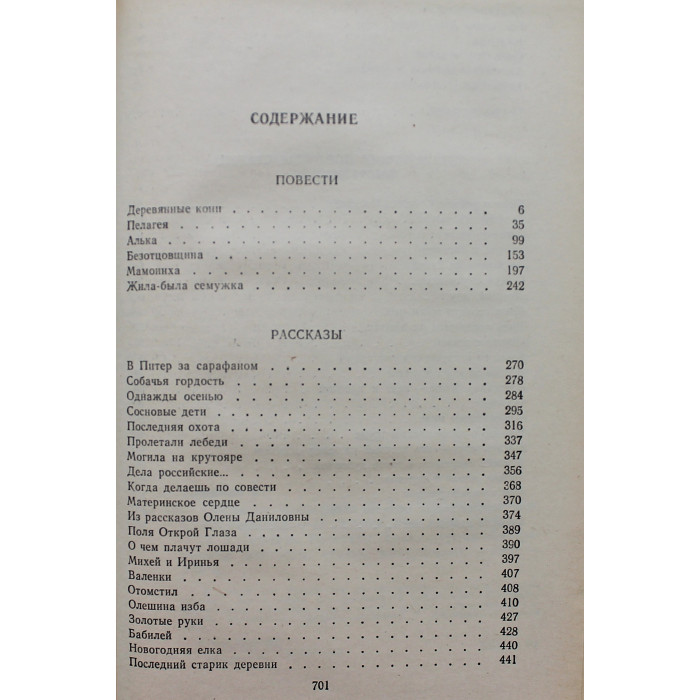 СОДЕРЖАНИЕ
ПОВЕСТИ
Деревянные кони . . . . . . . . . . . . . . . . 6
Пелагея . . . . . . . . . . . . . . . . 35
Алька . . . . . . . . . . . . . . . . 99
Безотцовщина . . . . . . . . . . . . . . . . 153
Мамониха . . . . . . . . . . . . . . . . 197
Жила-была семужка . . . . . . . . . . . . . . . . 242
РАССКАЗЫ
В Питер за сарафаном . . . . . . . . . . . . . . 270
Собачья гордость . . . . . . . . . . . . . . 278
Однажды осенью . . . . . . . . . . . . . . 284
Сосновые дети . . . . . . . . . . . . . . 295
Последняя охота . . . . . . . . . . . . . . 316
Пролетали лебеди . . . . . . . . . . . . . . 337
Могила на крутояре . . . . . . . . . . . . . . 347
Дела российские... . . . . . . . . . . . . . . 356
Когда делаешь по совести . . . . . . . . . . . . 368
Материнское сердце . . . . . . . . . . . . . . 370
Из рассказов Олены Даниловны . . . . . . . . . . 374
Поля Открой Глаза . . . . . . . . . . . . . . 389
О чем плачут лошади . . . . . . . . . . . . . . 390
Михей и Иринья . . . . . . . . . . . . . . 397
Валенки . . . . . . . . . . . . . . . . 407
Отомстил . . . . . . . . . . . . . . . . 408
Олешина изба . . . . . . . . . . . . . . 410
Золотые руки . . . . . . . . . . . . . . 427
Бабилей . . . . . . . . . . . . . . . . 428
Новогодняя елка . . . . . . . . . . . . . . 440
Последний старик деревни . . . . . . . . . . . . 441
701